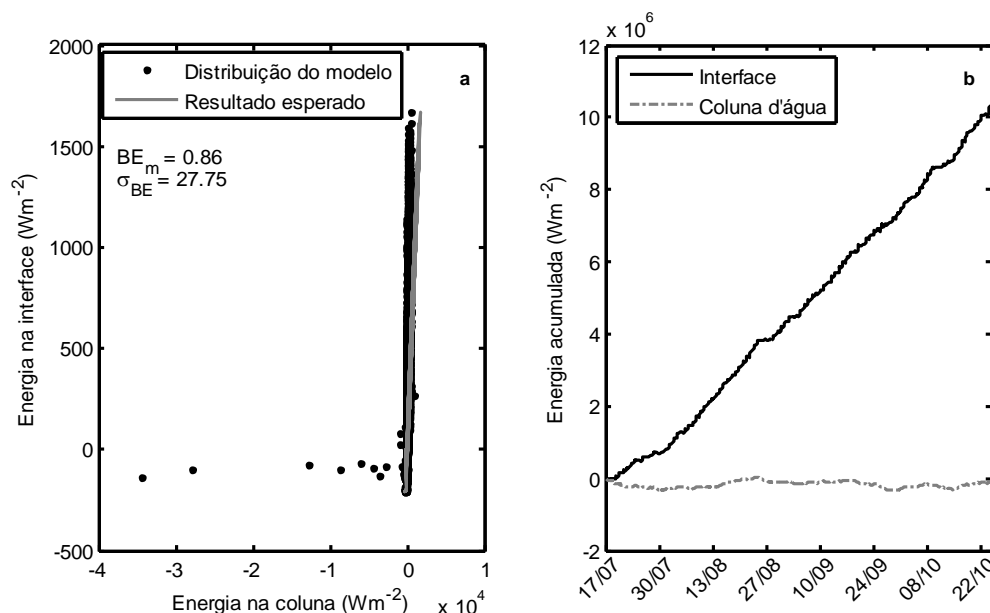 2000
1500
1000
500
0
-500
Energia na interface (Wm-2)
Distribuição do modelo
Resultado esperado
a
BEm = 0.86
σBE = 27.75
-4
-3
-2
-1
0
1
Energia na coluna (Wm-2)
x 10^4
x 10^6
12
10
8
6
4
2
0
-2
Energia acumulada (Wm-2)
Interface
Coluna d'água
b
17/07
30/07
13/08
27/08
10/09
24/09
08/10
22/10